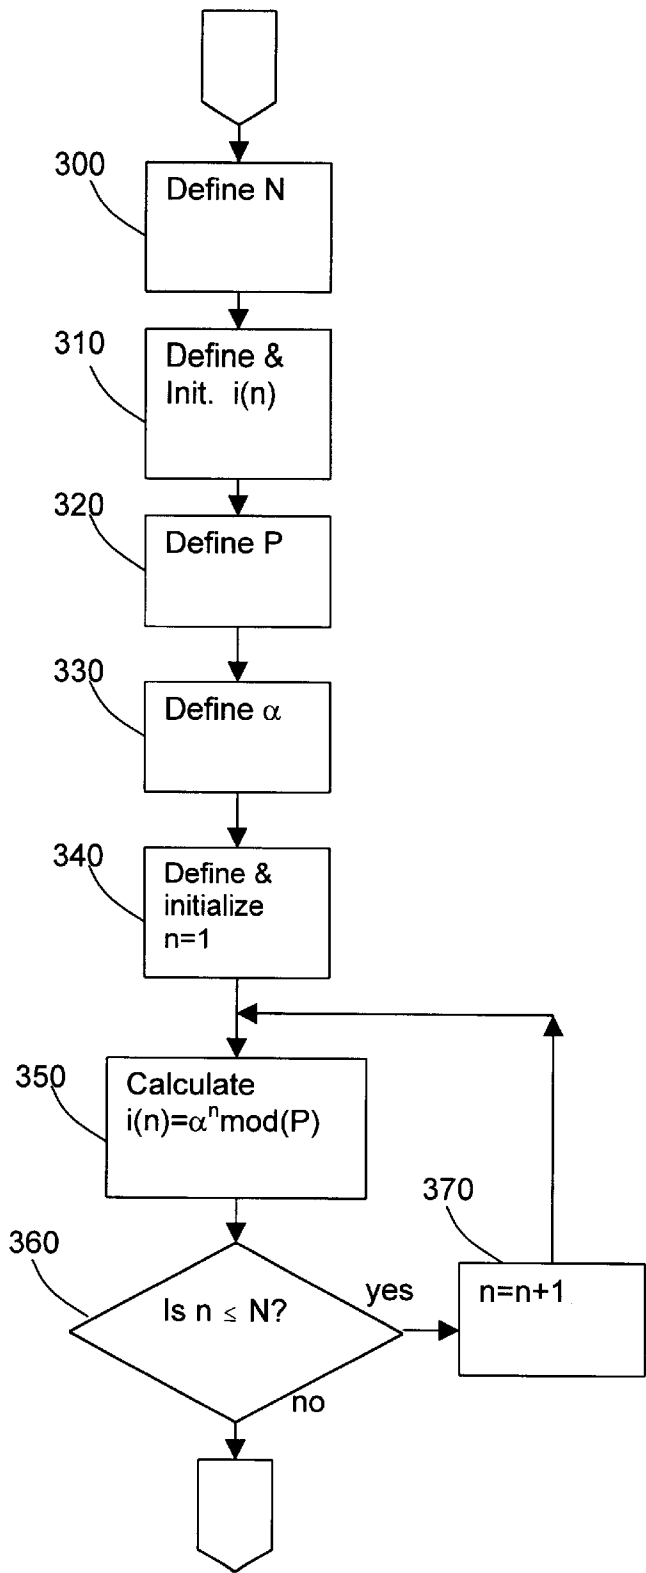 300
Define N
310
Define &
Init. i(n)
320
Define P
330
Define α
340
Define &
initialize
n=1
350
Calculate
i(n)=αⁿmod(P)
360
Is n ≤ N?
yes
370
n=n+1
no